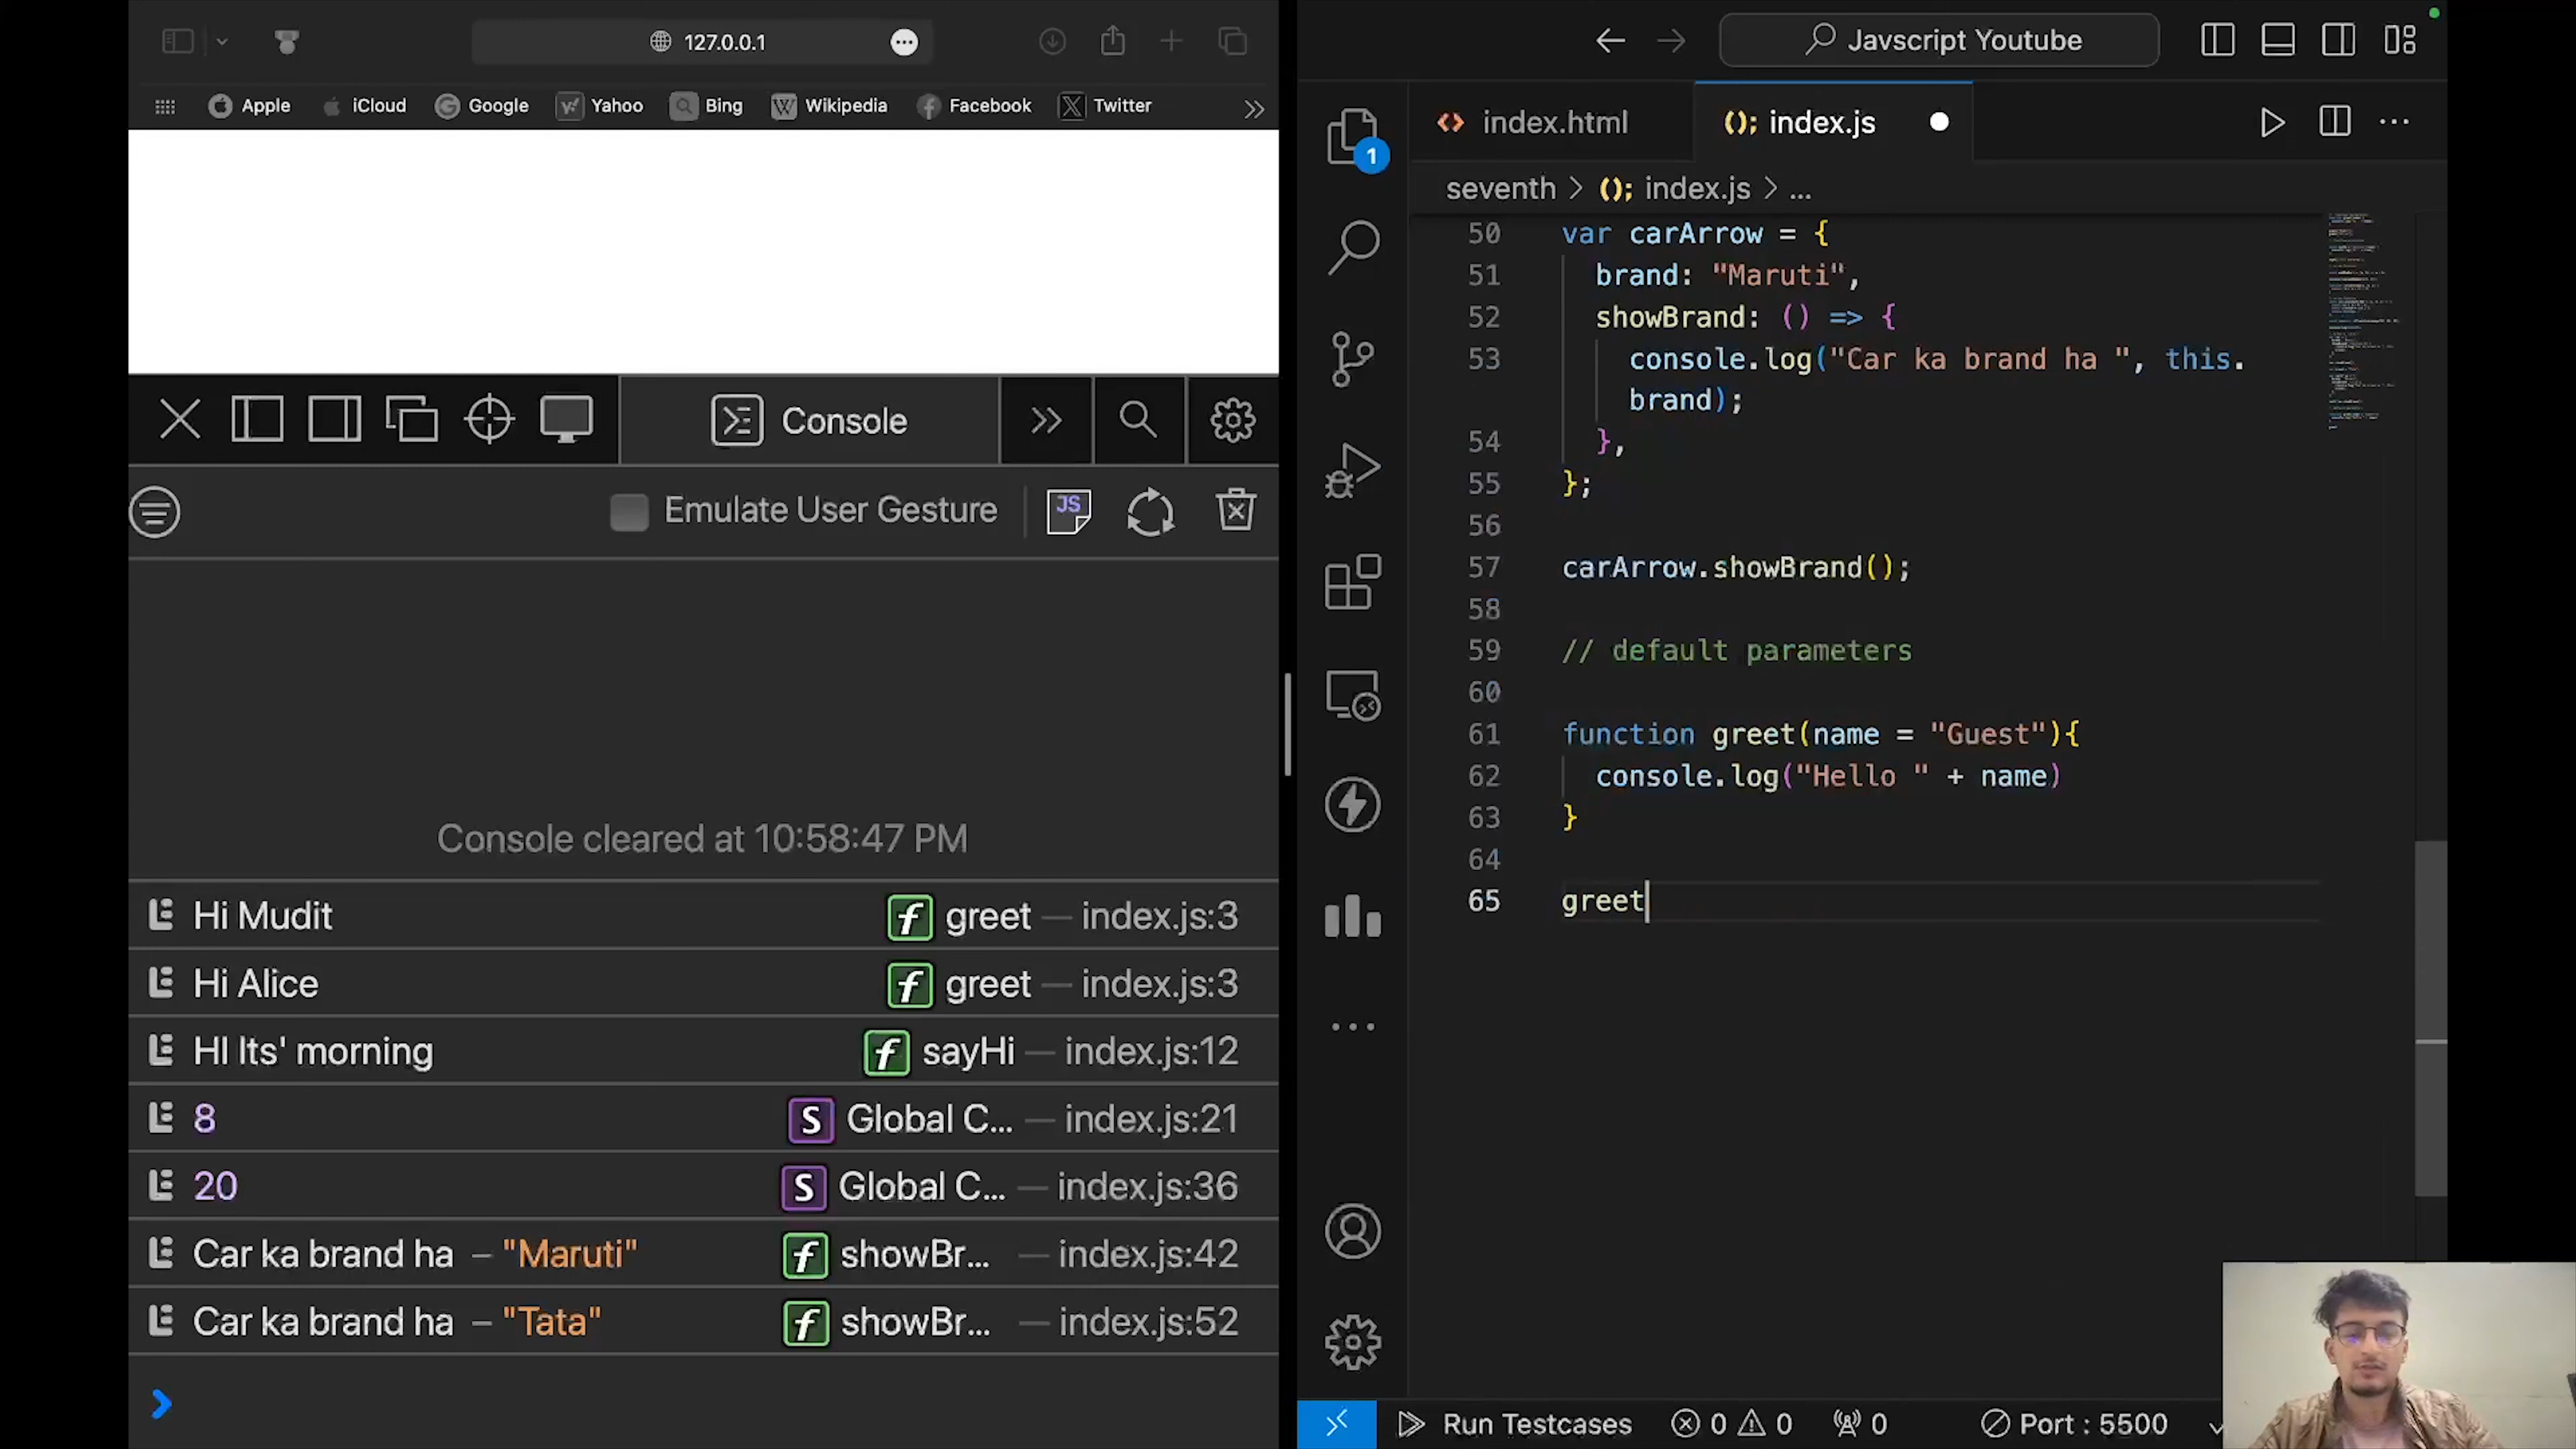 127.0.0.1
Apple iCloud Google Yahoo Bing Wikipedia Facebook Twitter
Console
Emulate User Gesture
JS
Console cleared at 10:58:47 PM
Hi Mudit f greet — index.js:3
Hi Alice f greet — index.js:3
HI Its' morning f sayHi — index.js:12
8 S Global C... — index.js:21
20 S Global C... — index.js:36
Car ka brand ha – "Maruti" f showBr... — index.js:42
Car ka brand ha – "Tata" f showBr... — index.js:52
Javscript Youtube
1
index.html
(); index.js
seventh > (); index.js > ...
50 var carArrow = {
51 brand: "Maruti",
52 showBrand: () => {
53 console.log("Car ka brand ha ", this.
brand);
54 },
55 };
56
57 carArrow.showBrand();
58
59 // default parameters
60
61 function greet(name = "Guest"){
62 console.log("Hello " + name)
63 }
64
65 greet
Run Testcases 0 0 0 Port : 5500